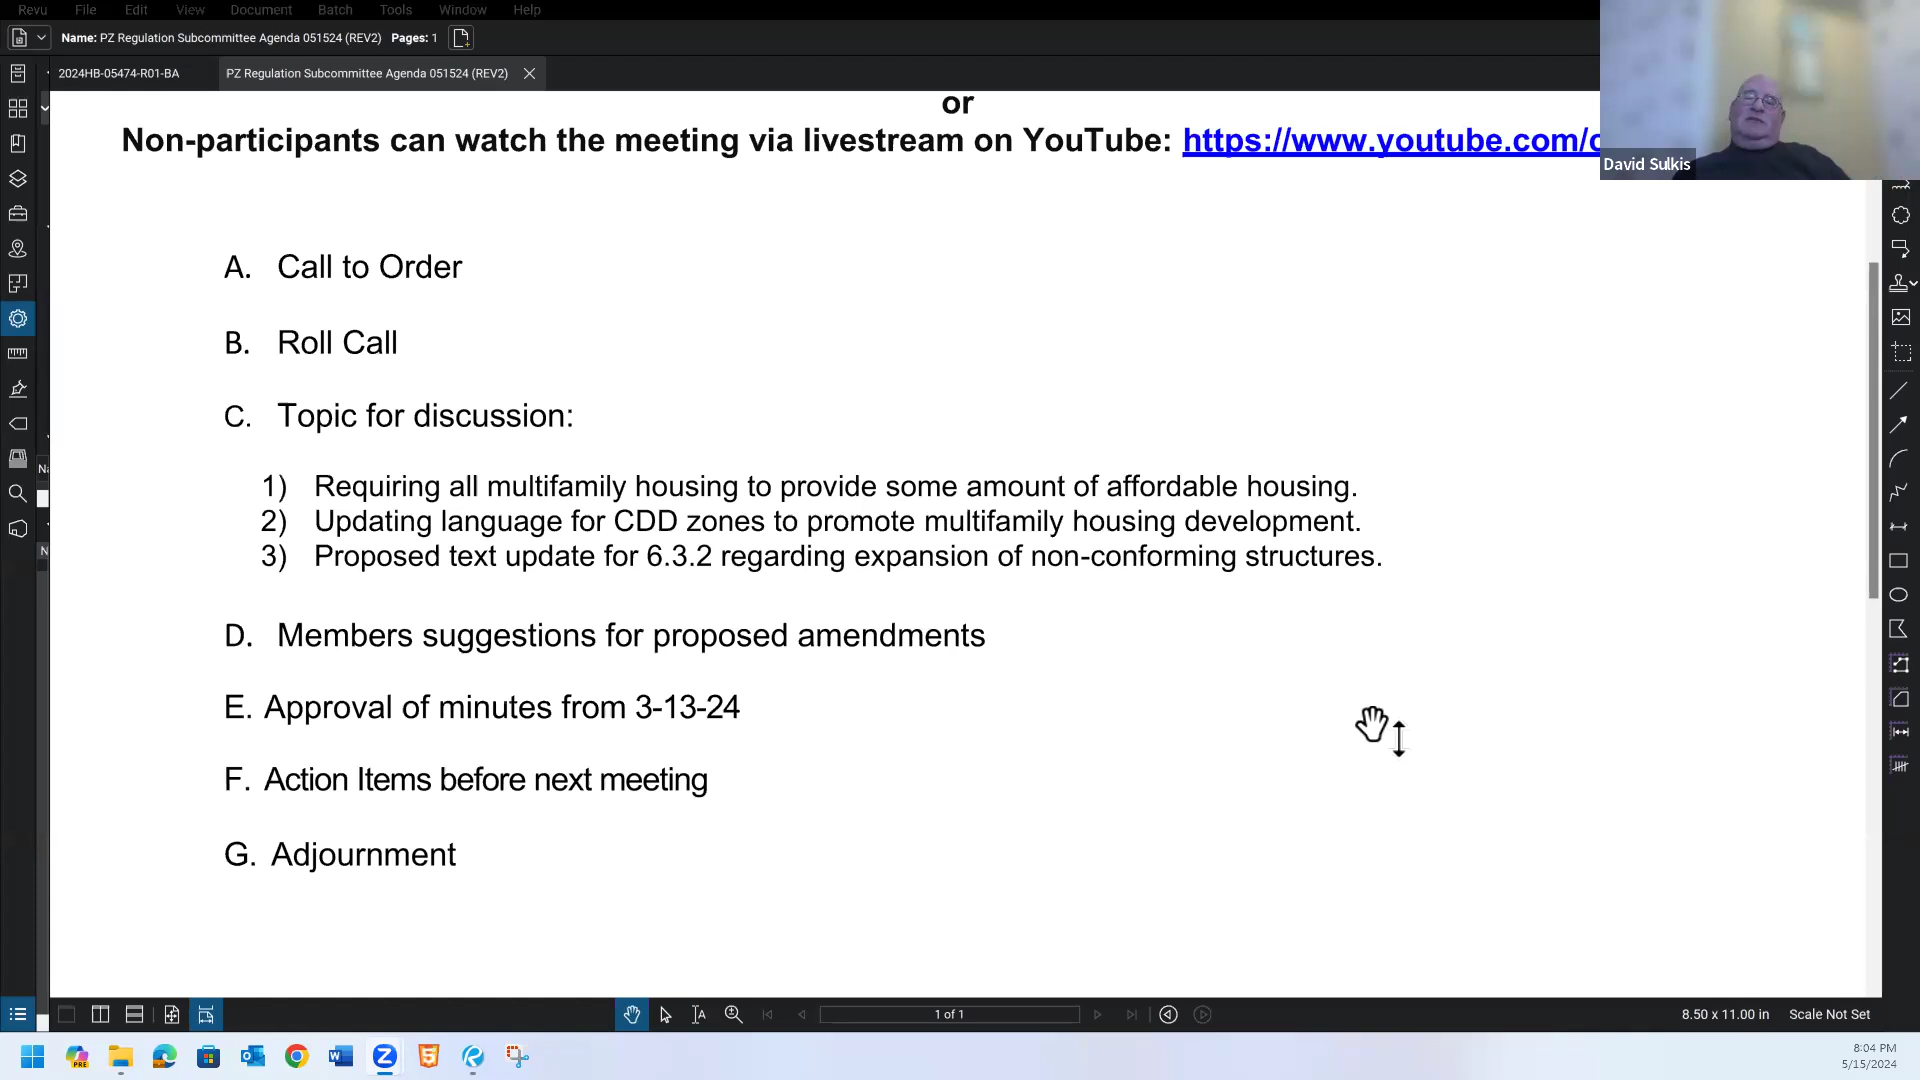 Revu File Edit View Document Batch Tools Window Help
Name: PZ Regulation Subcommittee Agenda 051524 (REV2) Pages: 1
2024HB-05474-R01-BA
PZ Regulation Subcommittee Agenda 051524 (REV2)
or
Non-participants can watch the meeting via livestream on YouTube: https://www.youtube.com/c
David Sulkis
A. Call to Order
B. Roll Call
C. Topic for discussion:
1) Requiring all multifamily housing to provide some amount of affordable housing.
2) Updating language for CDD zones to promote multifamily housing development.
3) Proposed text update for 6.3.2 regarding expansion of non-conforming structures.
D. Members suggestions for proposed amendments
E. Approval of minutes from 3-13-24
F. Action Items before next meeting
G. Adjournment
1 of 1
8.50 x 11.00 in
Scale Not Set
8:04 PM
5/15/2024